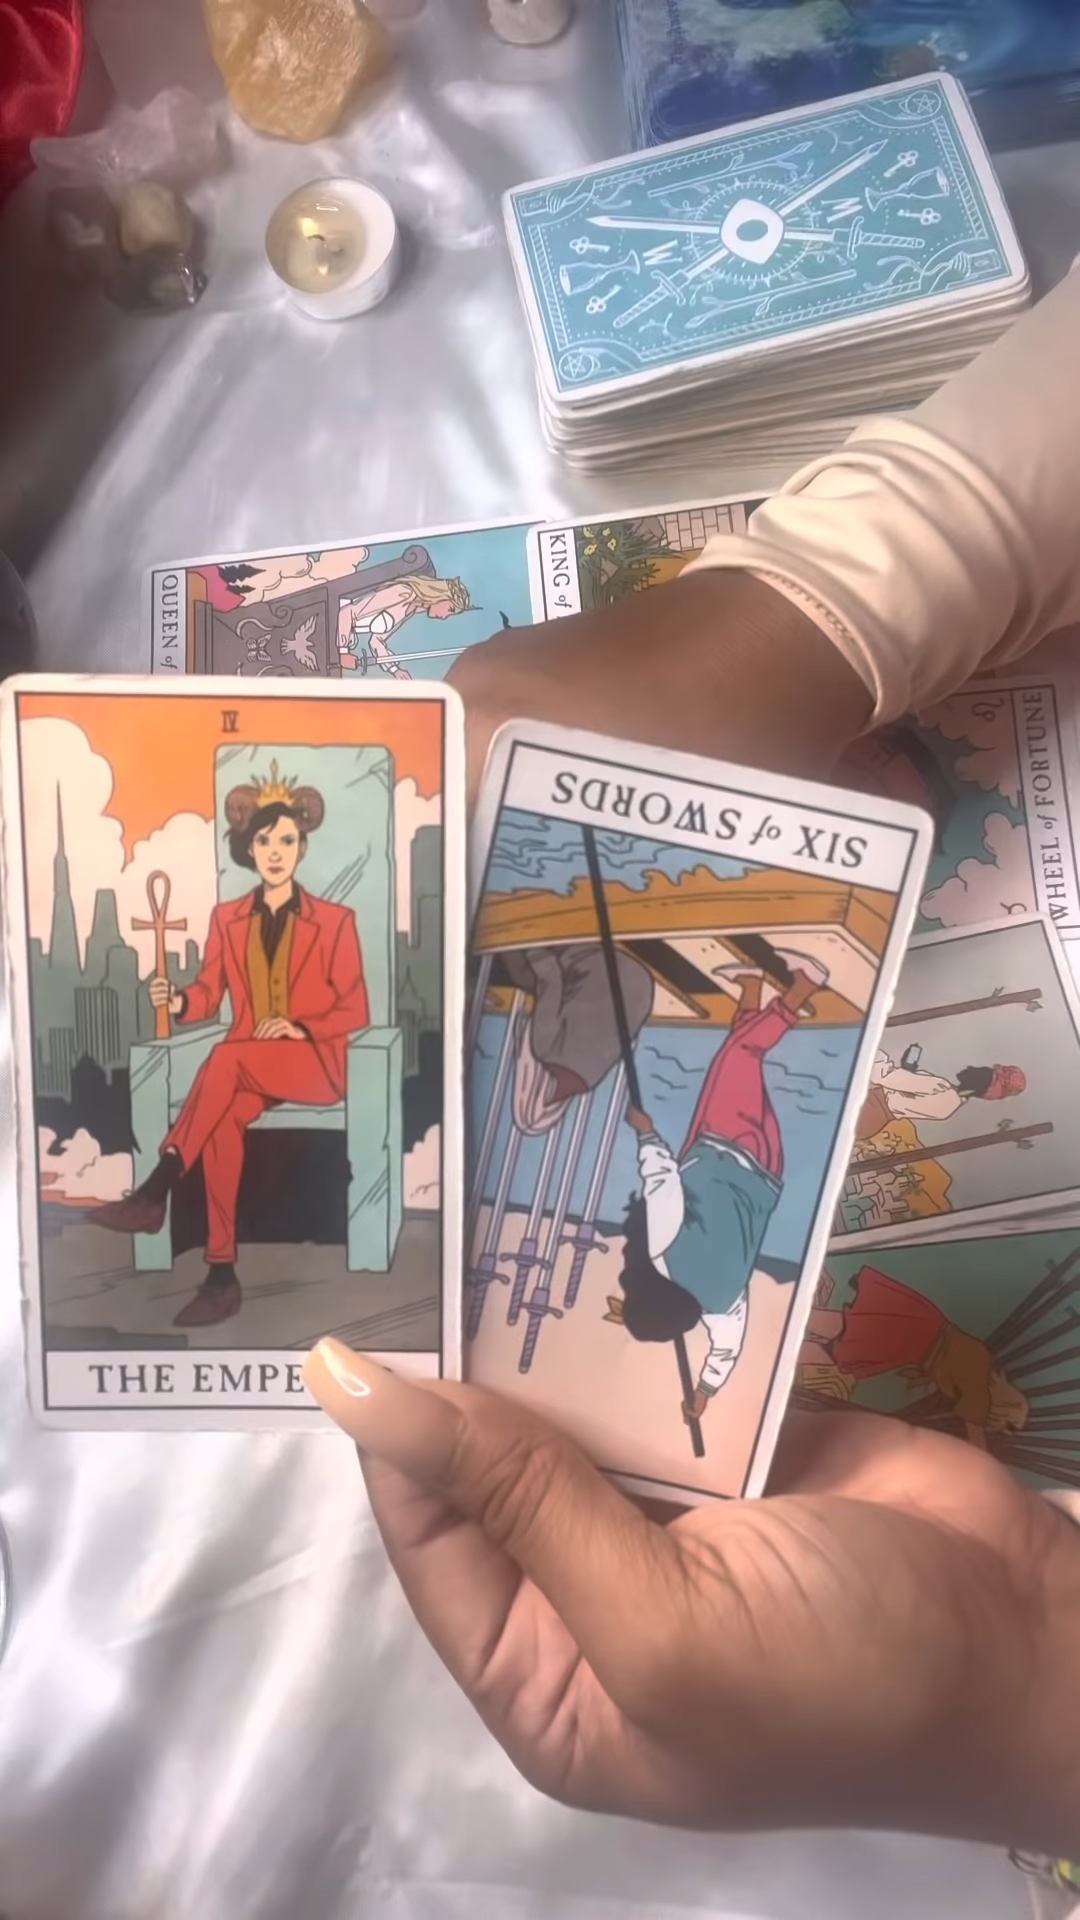 W
W
QUEEN of
KING of
WHEEL of FORTUNE
IV
SIX of SWORDS
THE EMPE